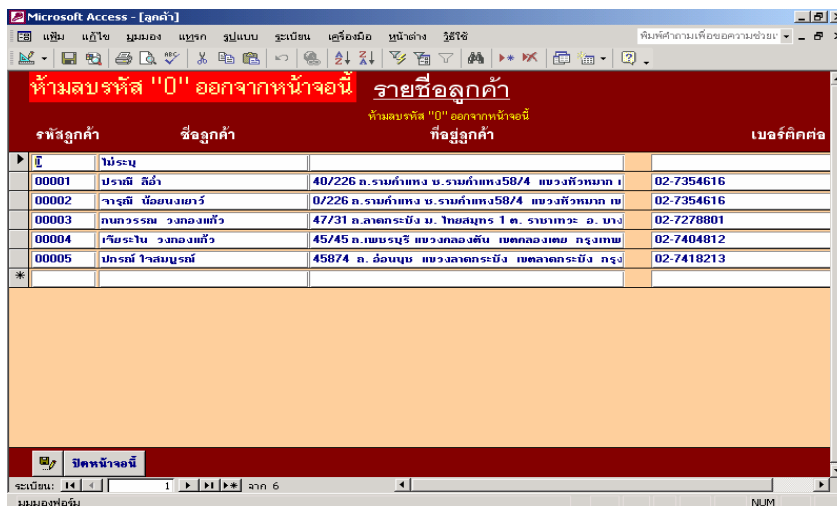 Microsoft Access - [ลูกค้า]
แฟ้ม แก้ไข มุมมอง แทรก รูปแบบ ระเบียน เครื่องมือ หน้าต่าง วิธีใช้ พิมพ์คำถามเพื่อขอความช่วยเ
ห้ามลบรหัส "0" ออกจากหน้าจอนี้ รายชื่อลูกค้า
ห้ามลบรหัส "0" ออกจากหน้าจอนี้
รหัสลูกค้า ชื่อลูกค้า ที่อยู่ลูกค้า เบอร์ติดต่อ
0 ไม่ระบุ
00001 ปราณี ลีอ่ำ 40/226 ถ.รามคำแหง ซ.รามคำแหง58/4 แขวงหัวหมาก เ 02-7354616
00002 จารุณี น้อยนงเยาว์ 0/226 ถ.รามคำแหง ซ.รามคำแหง58/4 แขวงหัวหมาก เข 02-7354616
00003 กนกวรรณ วงกองแก้ว 47/31 ถ.ลาดกระบัง ม. ไทยสมุทร 1 ต. ราชาเทวะ อ. บาง 02-7278801
00004 วงกองแก้ว 45/45 ถ.เพชรบุรี แขวงคลองตัน เขตคลองเตย กรุงเทพ 02-7404812
00005 ปกรณ์ ใจสมบูรณ์ 45874 ถ. อ่อนนุช แขวงลาดกระบัง เขตลาดกระบัง กรุง 02-7418213
ปิดหน้าจอนี้
ระเบียน: 1 จาก 6
มุมมองฟอร์ม NUM